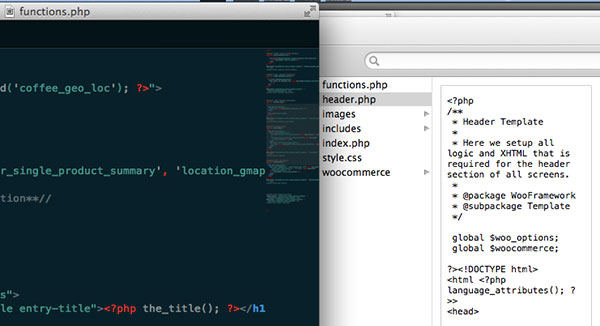 functions.php
d('coffee_geo_loc'); ?>">
r_single_product_summary', 'location_gmap
tion**//
s">
le entry-title"><?php the_title(); ?></h1
functions.php
header.php
images
includes
index.php
style.css
woocommerce
<?php
/**
* Header Template
*
* Here we setup all
logic and XHTML that is
required for the header
section of all screens.
*
* @package WooFramework
* @subpackage Template
*/
global $woo_options;
global $woocommerce;
?><!DOCTYPE html>
<html <?php
language_attributes(); ?
>>
<head>